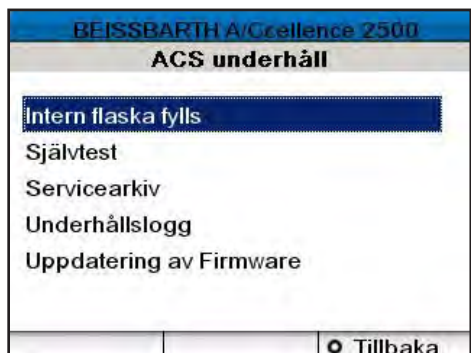 BEISSBARTH A/Ccellence 2500
ACS underhåll
Intern flaska fylls
Självtest
Servicearkiv
Underhållslogg
Uppdatering av Firmware
Tillbaka